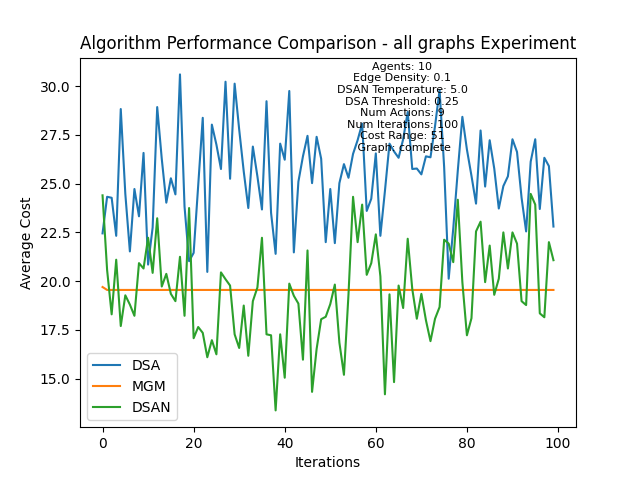 Algorithm Performance Comparison - all graphs Experiment
Agents: 10
Edge Density: 0.1
DSAN Temperature: 5.0
DSA Threshold: 0.25
Num Actions: 9
Num Iterations: 100
Cost Range: 51
Graph: complete
30.0
27.5
25.0
22.5
20.0
17.5
15.0
Average Cost
DSA
MGM
DSAN
0 20 40 60 80 100
Iterations